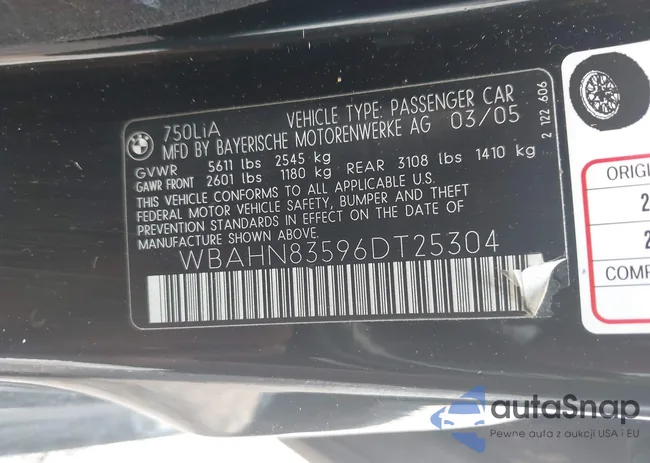 750LiA VEHICLE TYPE: PASSENGER CAR
MFD BY BAYERISCHE MOTORENWERKE AG 03/05
GVWR 5611 lbs 2545 kg
GAWR FRONT 2601 lbs 1180 kg REAR 3108 lbs 1410 kg
THIS VEHICLE CONFORMS TO ALL APPLICABLE U.S.
FEDERAL MOTOR VEHICLE SAFETY, BUMPER AND THEFT
PREVENTION STANDARDS IN EFFECT ON THE DATE OF
MANUFACTURE SHOWN ABOVE.
WBAHN83596DT25304
2 122 606
ORIGI
2
2
COMP
autoSnap
Pewne auta z aukcji USA i EU